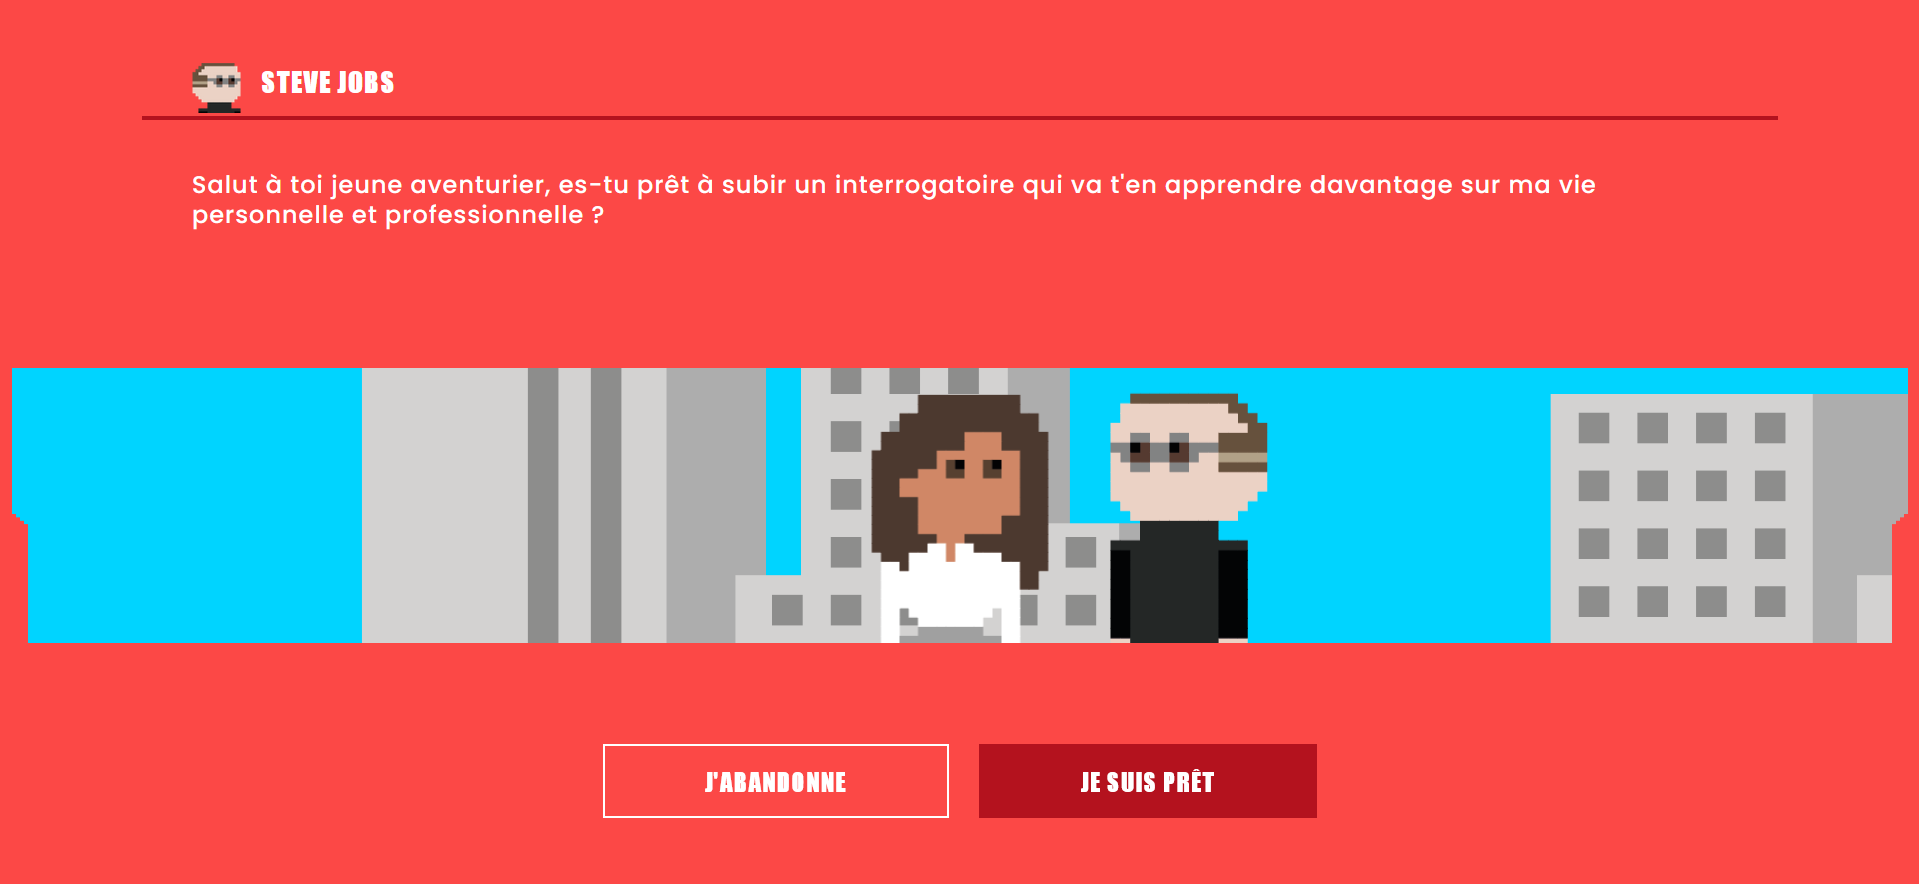 STEVE JOBS
Salut à toi jeune aventurier, es-tu prêt à subir un interrogatoire qui va t'en apprendre davantage sur ma vie
personnelle et professionnelle ?
J'ABANDONNE
JE SUIS PRÊT